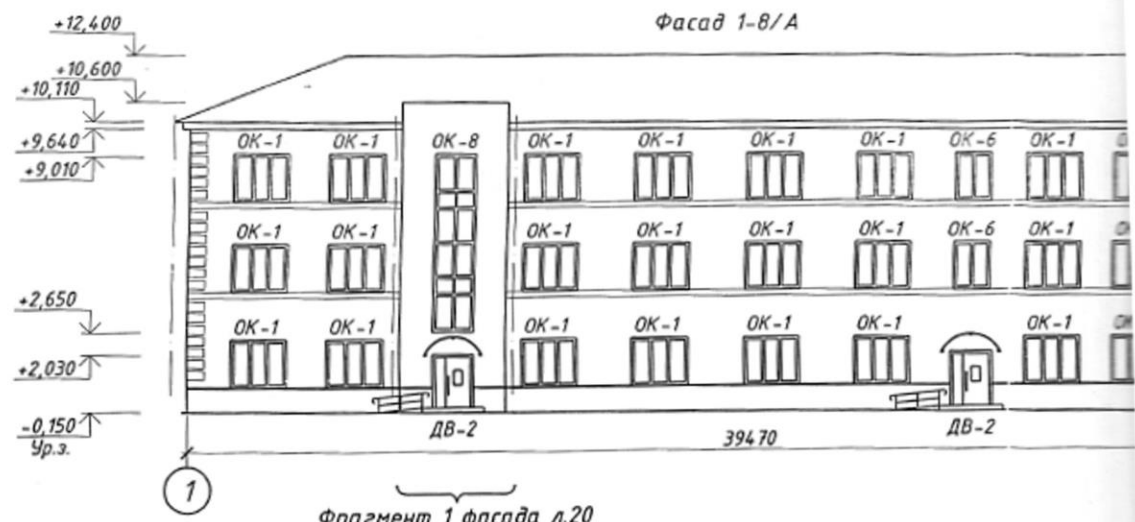 Фасад 1-8/А
+12,400
+10,600
+10,110
+9,640
+9,010
ОК-1 ОК-1 ОК-8 ОК-1 ОК-1 ОК-1 ОК-1 ОК-6 ОК-1
ОК-1 ОК-1 ОК-1 ОК-1 ОК-1 ОК-1 ОК-6 ОК-1
+2,650
ОК-1 ОК-1 ОК-1 ОК-1 ОК-1 ОК-1 ОК-1
+2,030
-0,150
Ур.з.
ДВ-2 ДВ-2
39470
1
Фрагмент 1 фасада л.20